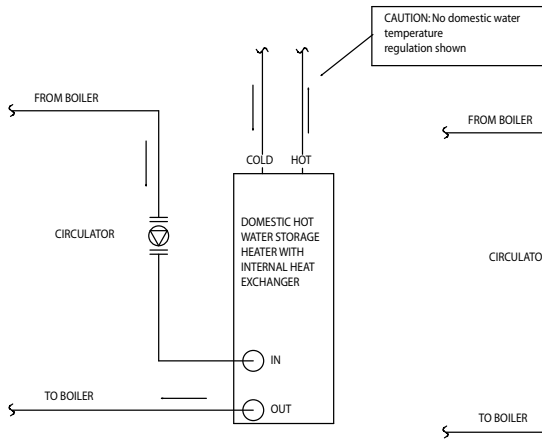 CAUTION: No domestic water
temperature
regulation shown
FROM BOILER
FROM BOILER
COLD HOT
CIRCULATOR
DOMESTIC HOT
WATER STORAGE
HEATER WITH
INTERNAL HEAT
EXCHANGER
CIRCULATO
IN
TO BOILER
OUT
TO BOILER